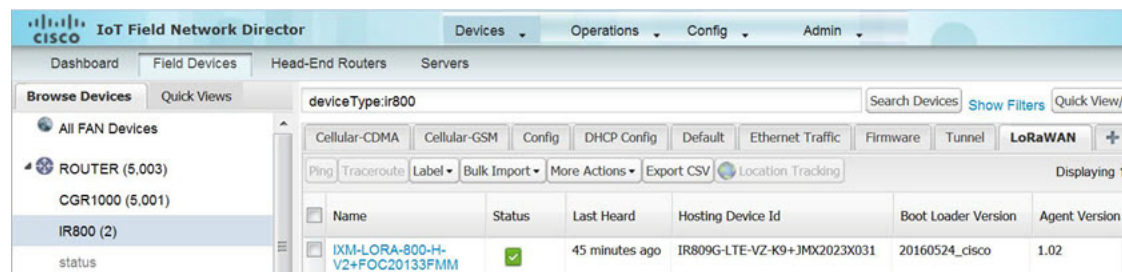 CISCO IoT Field Network Director Devices Operations Config Admin
Dashboard Field Devices Head-End Routers Servers
Browse Devices Quick Views
deviceType:ir800 Search Devices Show Filters Quick View/
All FAN Devices
Cellular-CDMA Cellular-GSM Config DHCP Config Default Ethernet Traffic Firmware Tunnel LoRaWAN +
ROUTER (5,003)
Ping Traceroute Label Bulk Import More Actions Export CSV Location Tracking Displaying 1
CGR1000 (5,001)
Name Status Last Heard Hosting Device Id Boot Loader Version Agent Version
IR800 (2)
IXM-LORA-800-H-
V2+FOC20133FMM 45 minutes ago IR809G-LTE-VZ-K9+JMX2023X031 20160524_cisco 1.02
status